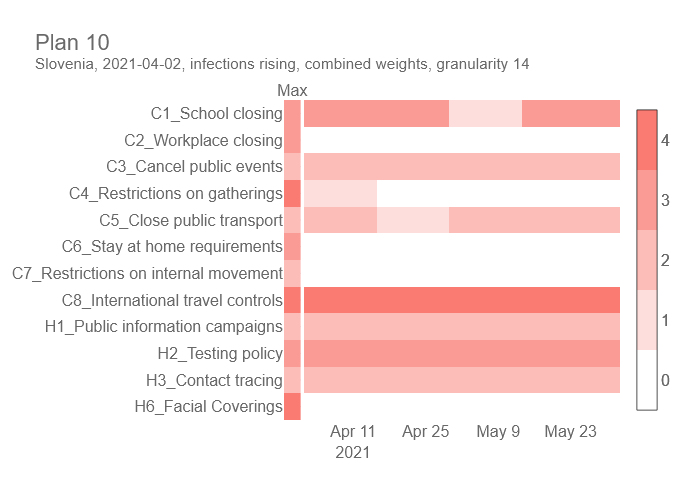 Plan 10
Slovenia, 2021-04-02, infections rising, combined weights, granularity 14
Max
C1_School closing
C2_Workplace closing
C3_Cancel public events
C4_Restrictions on gatherings
C5_Close public transport
C6_Stay at home requirements
C7_Restrictions on internal movement
C8_International travel controls
H1_Public information campaigns
H2_Testing policy
H3_Contact tracing
H6_Facial Coverings
Apr 11 Apr 25 May 9 May 23
2021
4
3
2
1
0